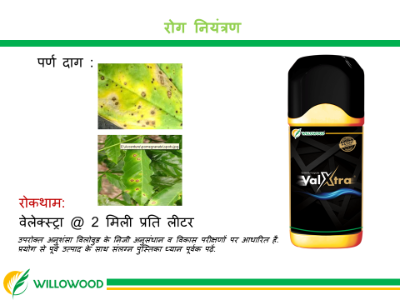 रोग नियंत्रण
पर्ण दाग :
WILLOWOOD
ValXtra
रोकथाम:
वेलेक्स्ट्रा @ 2 मिली प्रति लीटर
उपरोक्त अनुशंसा विलोवुड के निजी अनुसंधान व विकास परीक्षणों पर आधारित है.
प्रयोग से पूर्व उत्पाद के साथ संलग्न पुस्तिका ध्यान पूर्वक पढ़ें.
WILLOWOOD